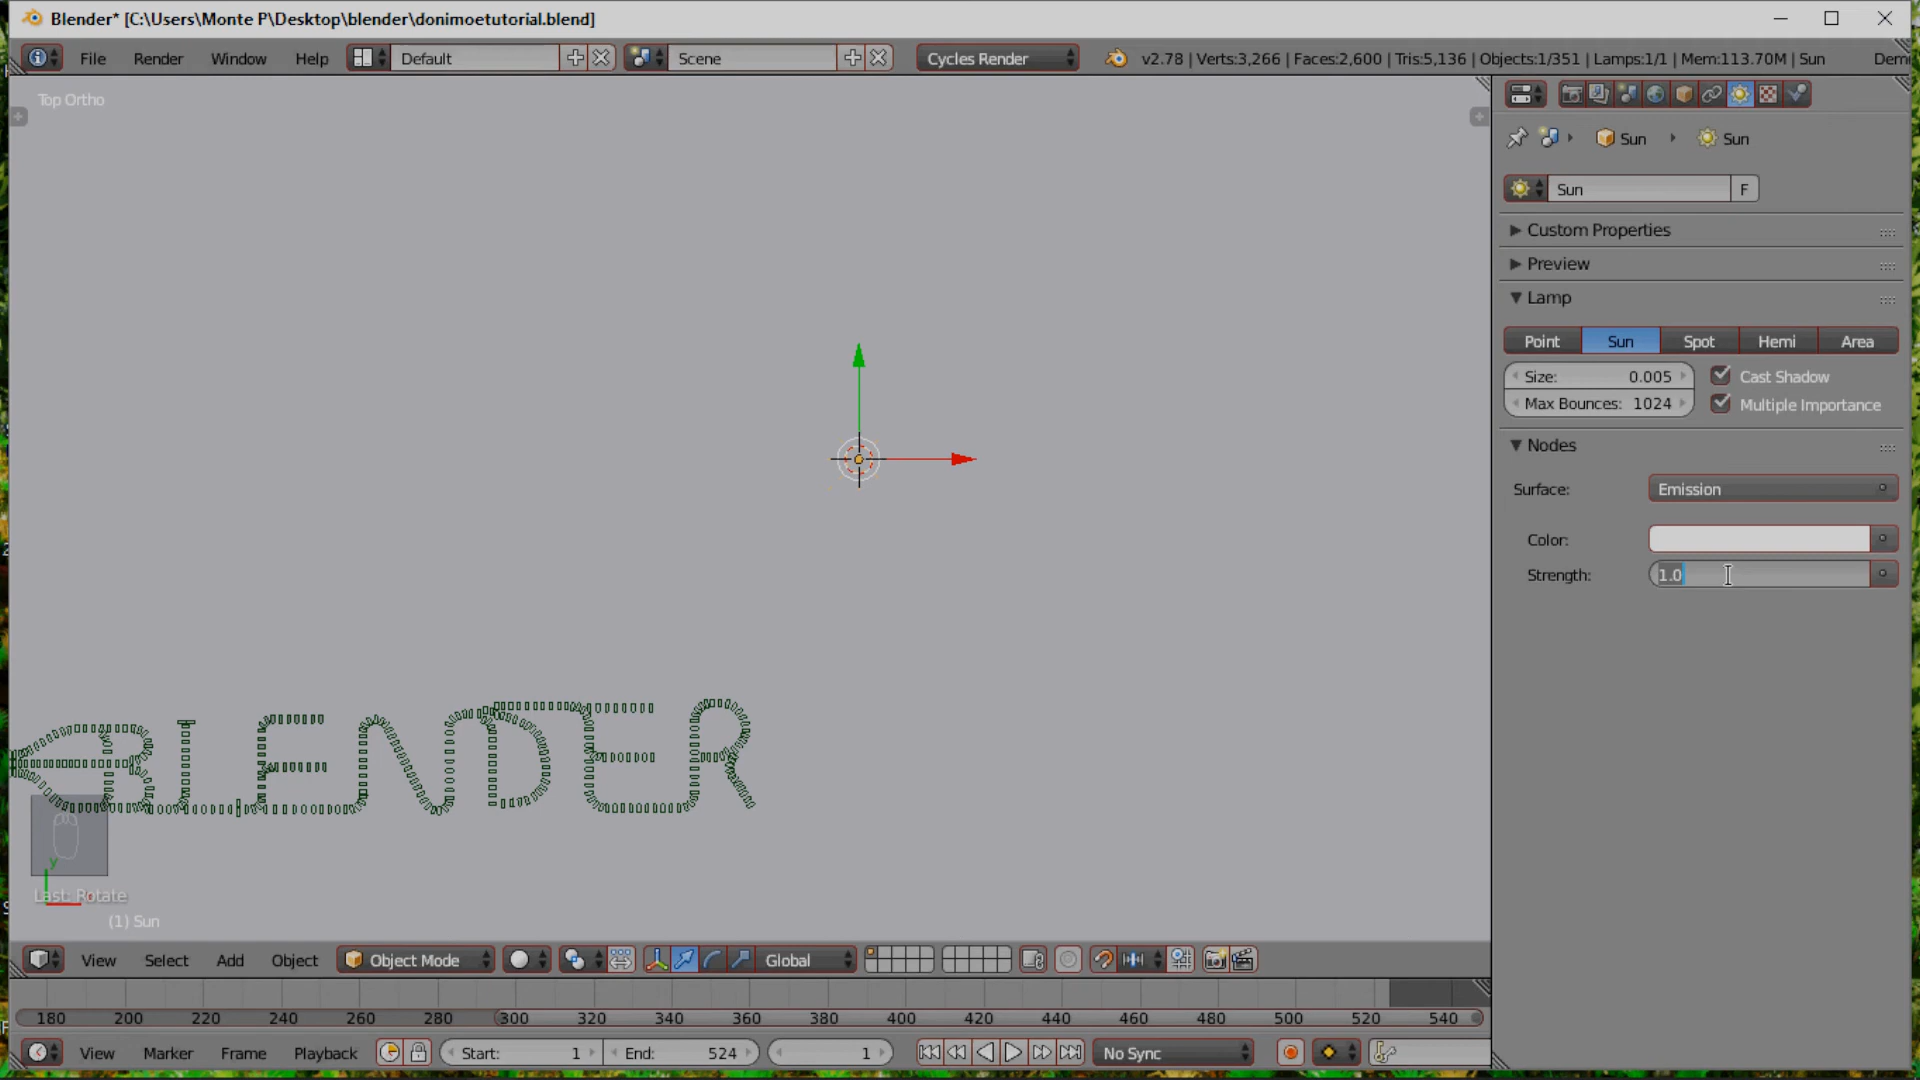 Blender* [C:\Users\Monte P\Desktop\blender\donimoetutorial.blend]
File Render Window Help Default Scene Cycles Render v2.78 | Verts:3,266 | Faces:2,600 | Tris:5,136 | Objects:1/351 | Lamps:1/1 | Mem:113.70M | Sun
Top Ortho
Sun Sun
Sun F
Custom Properties
Preview
Lamp
Point Sun Spot Hemi Area
Size: 0.005 Cast Shadow
Max Bounces: 1024 Multiple Importance
Nodes
Surface: Emission
Color:
Strength: 1.0
BLENDER
y
Last: Rotate
(1) Sun
View Select Add Object Object Mode Global
180 200 220 240 260 280 300 320 340 360 380 400 420 440 460 480 500 520 540
View Marker Frame Playback Start: 1 End: 524 1 No Sync